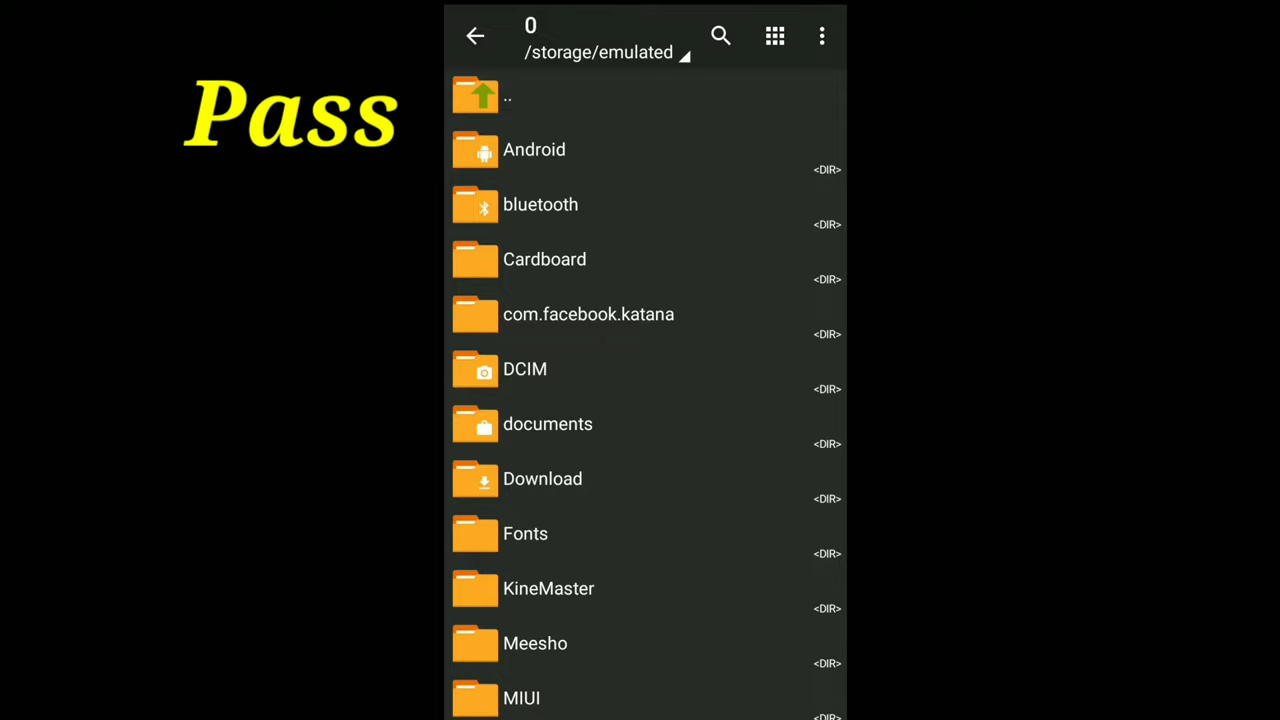 Pass
0
/storage/emulated
..
Android
<DIR>
bluetooth
<DIR>
Cardboard
<DIR>
com.facebook.katana
<DIR>
DCIM
<DIR>
documents
<DIR>
Download
<DIR>
Fonts
<DIR>
KineMaster
<DIR>
Meesho
<DIR>
MIUI
<DIR>